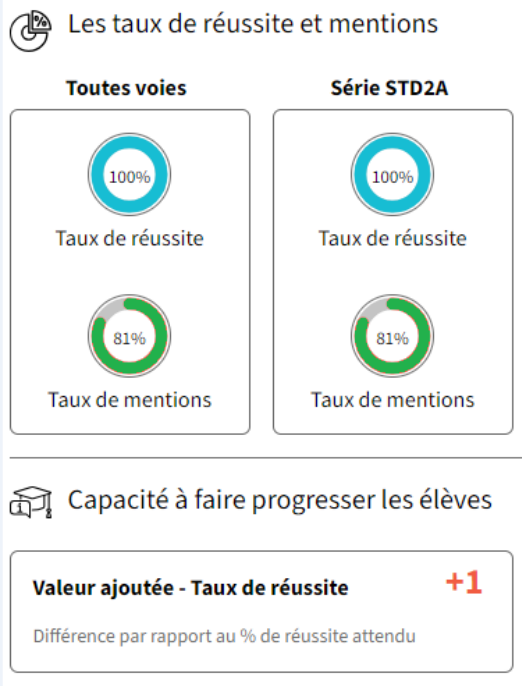 Les taux de réussite et mentions
Toutes voies
Série STD2A
100%
Taux de réussite
100%
Taux de réussite
81%
Taux de mentions
81%
Taux de mentions
Capacité à faire progresser les élèves
Valeur ajoutée - Taux de réussite
+1
Différence par rapport au % de réussite attendu